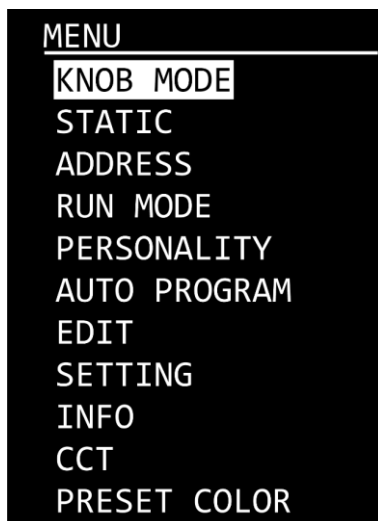 MENU
KNOB MODE
STATIC
ADDRESS
RUN MODE
PERSONALITY
AUTO PROGRAM
EDIT
SETTING
INFO
CCT
PRESET COLOR